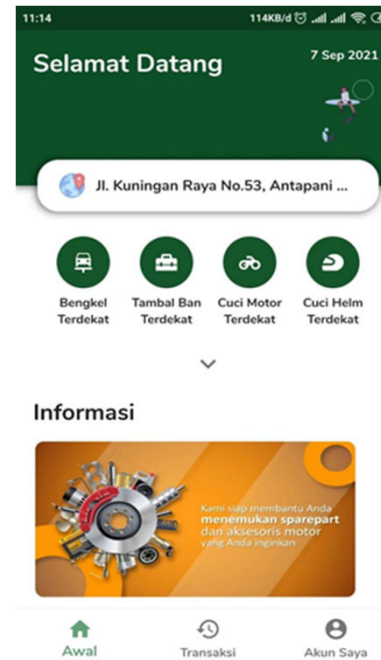 11:14
114KB/d
Selamat Datang
7 Sep 2021
Jl. Kuningan Raya No.53, Antapani ...
Bengkel Terdekat
Tambal Ban Terdekat
Cuci Motor Terdekat
Cuci Helm Terdekat
Informasi
Kami siap membantu Anda
menemukan sparepart
dan aksesoris motor
yang Anda inginkan
Awal
Transaksi
Akun Saya